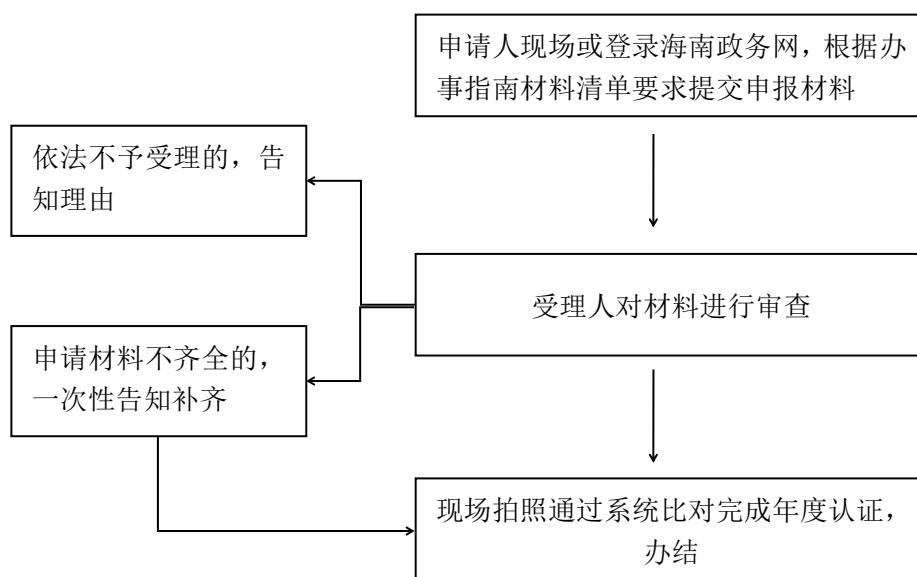 申请人现场或登录海南政务网，根据办
事指南材料清单要求提交申报材料
依法不予受理的，告
知理由
受理人对材料进行审查
申请材料不齐全的，
一次性告知补齐
现场拍照通过系统比对完成年度认证，
办结